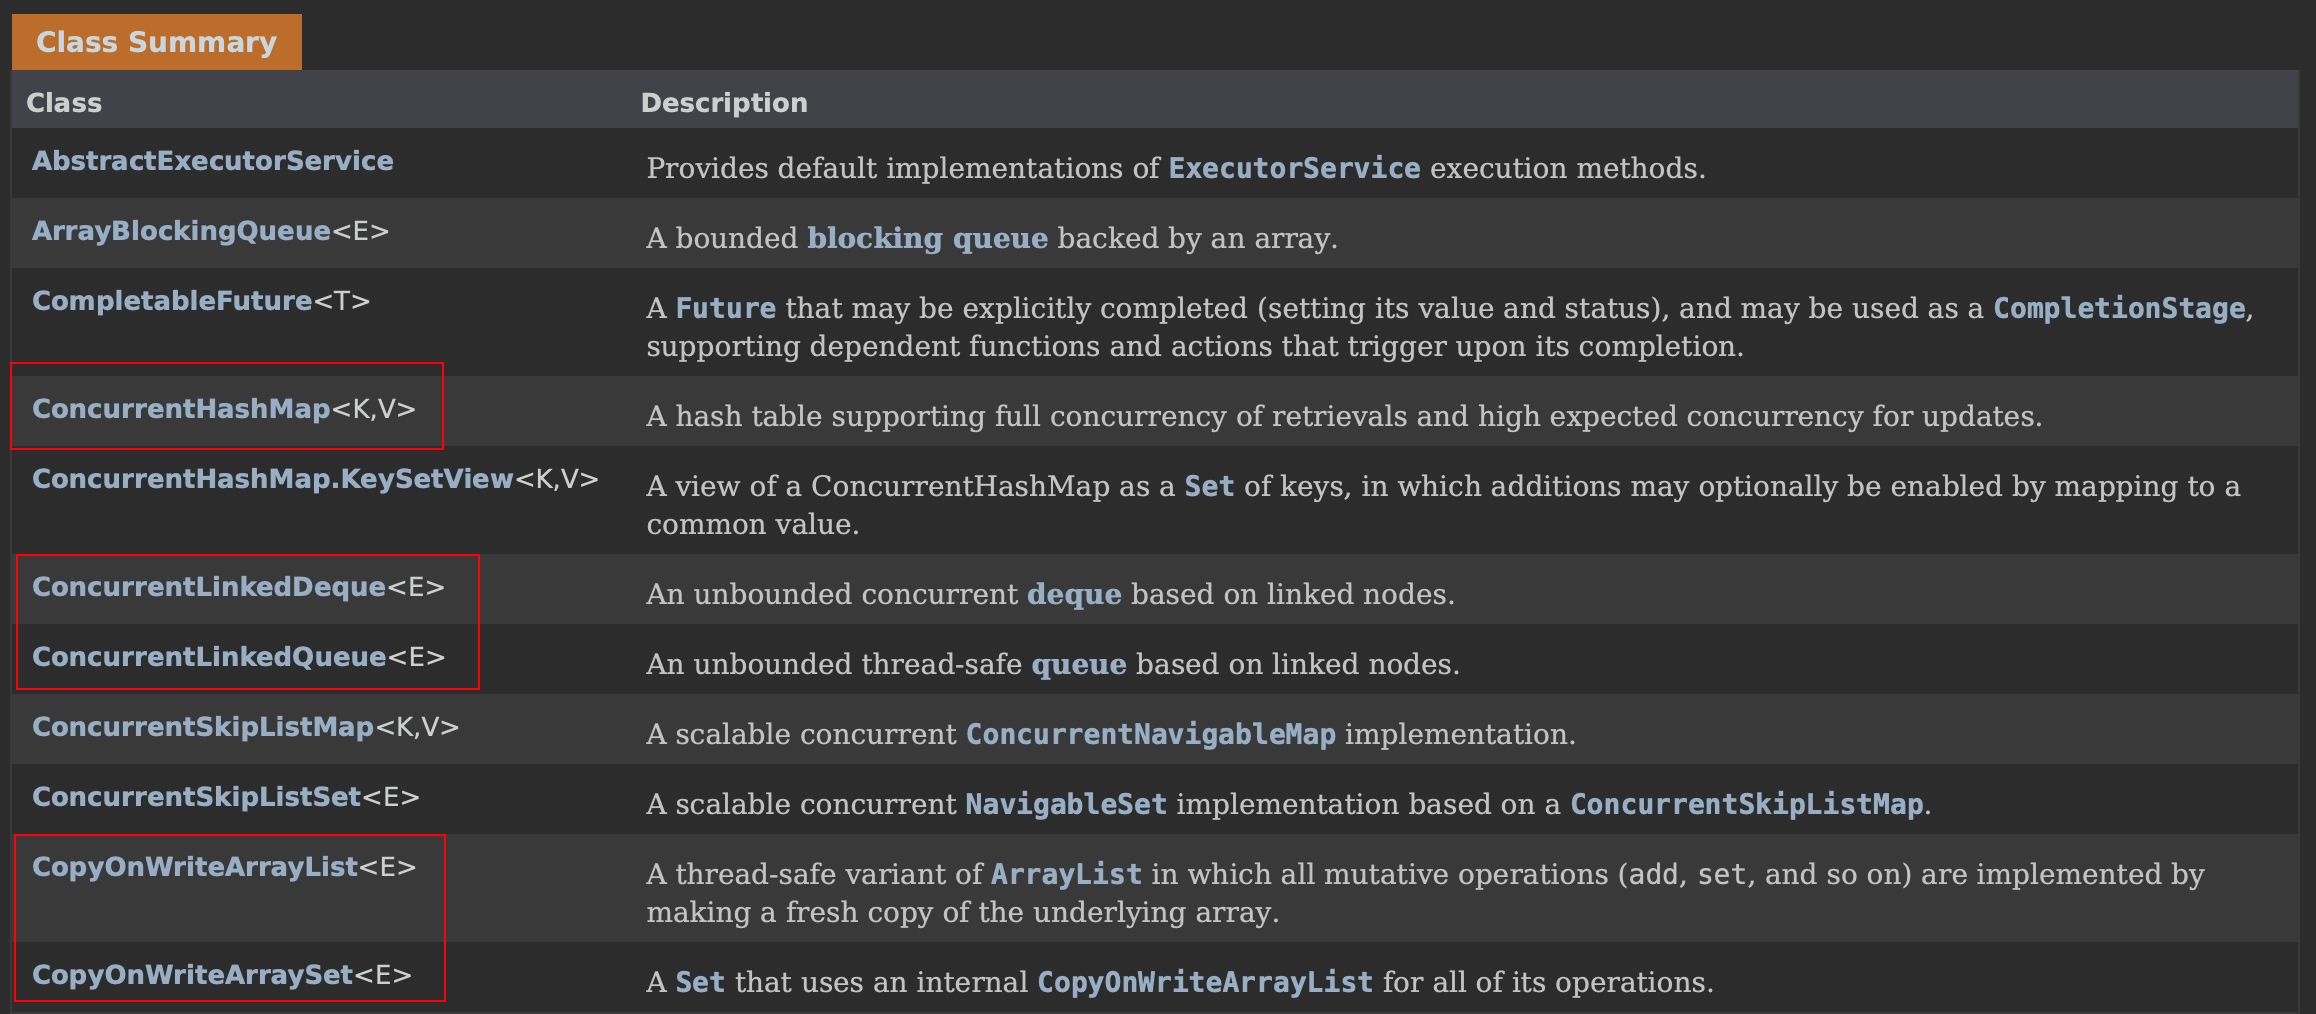 Class Summary
Class Description
AbstractExecutorService Provides default implementations of ExecutorService execution methods.
ArrayBlockingQueue<E> A bounded blocking queue backed by an array.
CompletableFuture<T> A Future that may be explicitly completed (setting its value and status), and may be used as a CompletionStage,
supporting dependent functions and actions that trigger upon its completion.
ConcurrentHashMap<K,V> A hash table supporting full concurrency of retrievals and high expected concurrency for updates.
ConcurrentHashMap.KeySetView<K,V> A view of a ConcurrentHashMap as a Set of keys, in which additions may optionally be enabled by mapping to a
common value.
ConcurrentLinkedDeque<E> An unbounded concurrent deque based on linked nodes.
ConcurrentLinkedQueue<E> An unbounded thread-safe queue based on linked nodes.
ConcurrentSkipListMap<K,V> A scalable concurrent ConcurrentNavigableMap implementation.
ConcurrentSkipListSet<E> A scalable concurrent NavigableSet implementation based on a ConcurrentSkipListMap.
CopyOnWriteArrayList<E> A thread-safe variant of ArrayList in which all mutative operations (add, set, and so on) are implemented by
making a fresh copy of the underlying array.
CopyOnWriteArraySet<E> A Set that uses an internal CopyOnWriteArrayList for all of its operations.